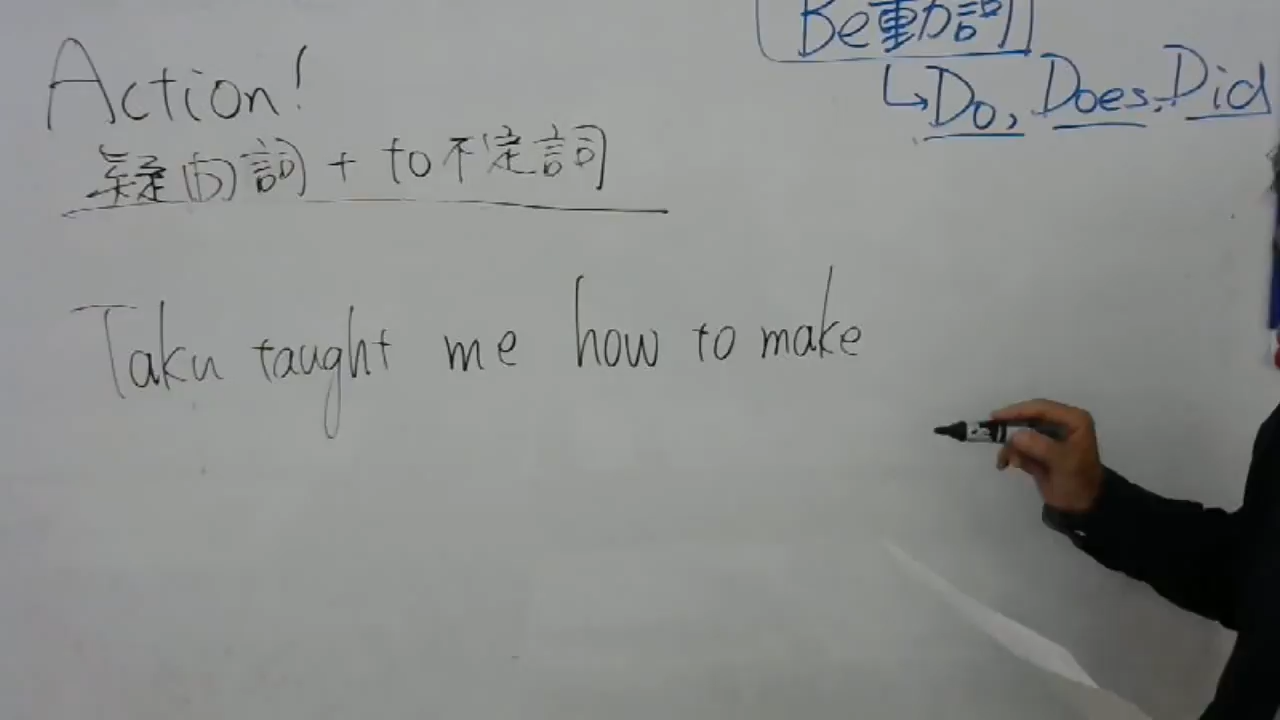 Action!
疑问詞 + to不定詞
Be動詞
↳Do, Does, Did
Taku taught me how to make